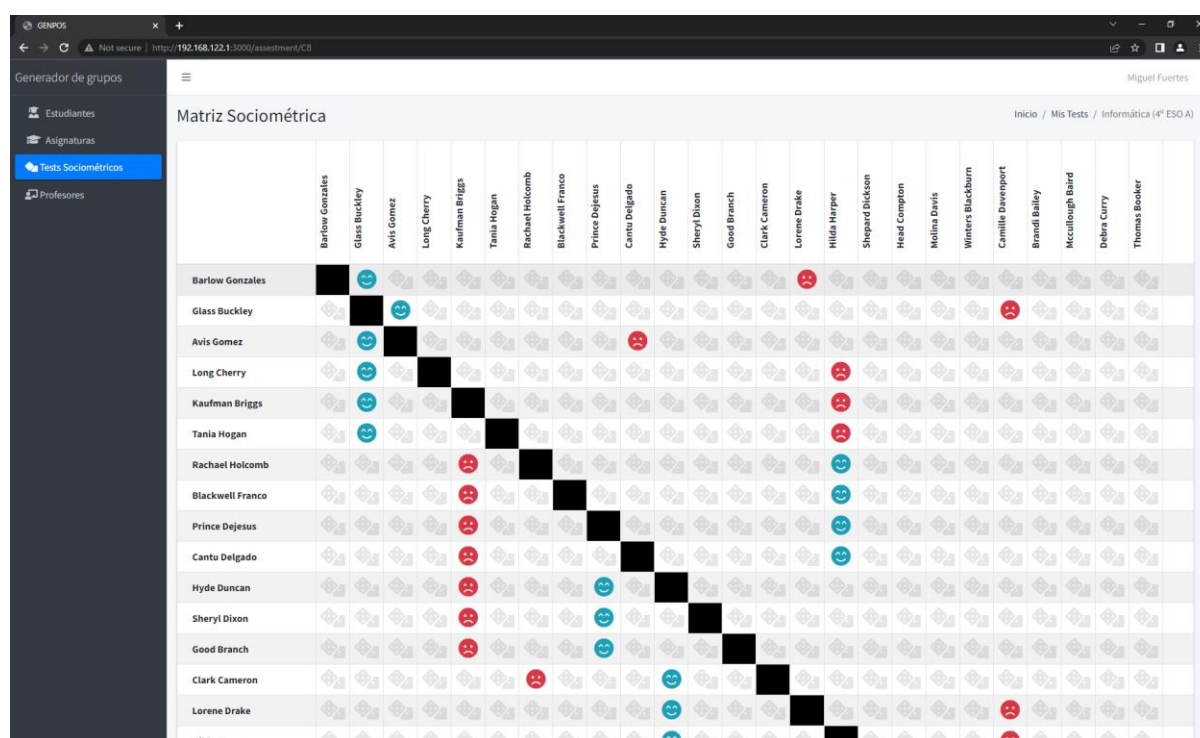 GENPOS
Not secure | http://192.168.122.1:3000/assestment/C8
Generador de grupos
Miguel Fuertes
Estudiantes
Asignaturas
Tests Sociométricos
Profesores
Matriz Sociométrica
Inicio / Mis Tests / Informática (4º ESO A)
Barlow Gonzales
Glass Buckley
Avis Gomez
Long Cherry
Kaufman Briggs
Tania Hogan
Rachael Holcomb
Blackwell Franco
Prince Dejesus
Cantu Delgado
Hyde Duncan
Sheryl Dixon
Good Branch
Clark Cameron
Lorene Drake
Hilda Harper
Shepard Dickson
Head Compton
Molina Davis
Winters Blackburn
Camille Davenport
Brandi Bailey
Mccullough Baird
Debra Curry
Thomas Booker
Barlow Gonzales
Glass Buckley
Avis Gomez
Long Cherry
Kaufman Briggs
Tania Hogan
Rachael Holcomb
Blackwell Franco
Prince Dejesus
Cantu Delgado
Hyde Duncan
Sheryl Dixon
Good Branch
Clark Cameron
Lorene Drake